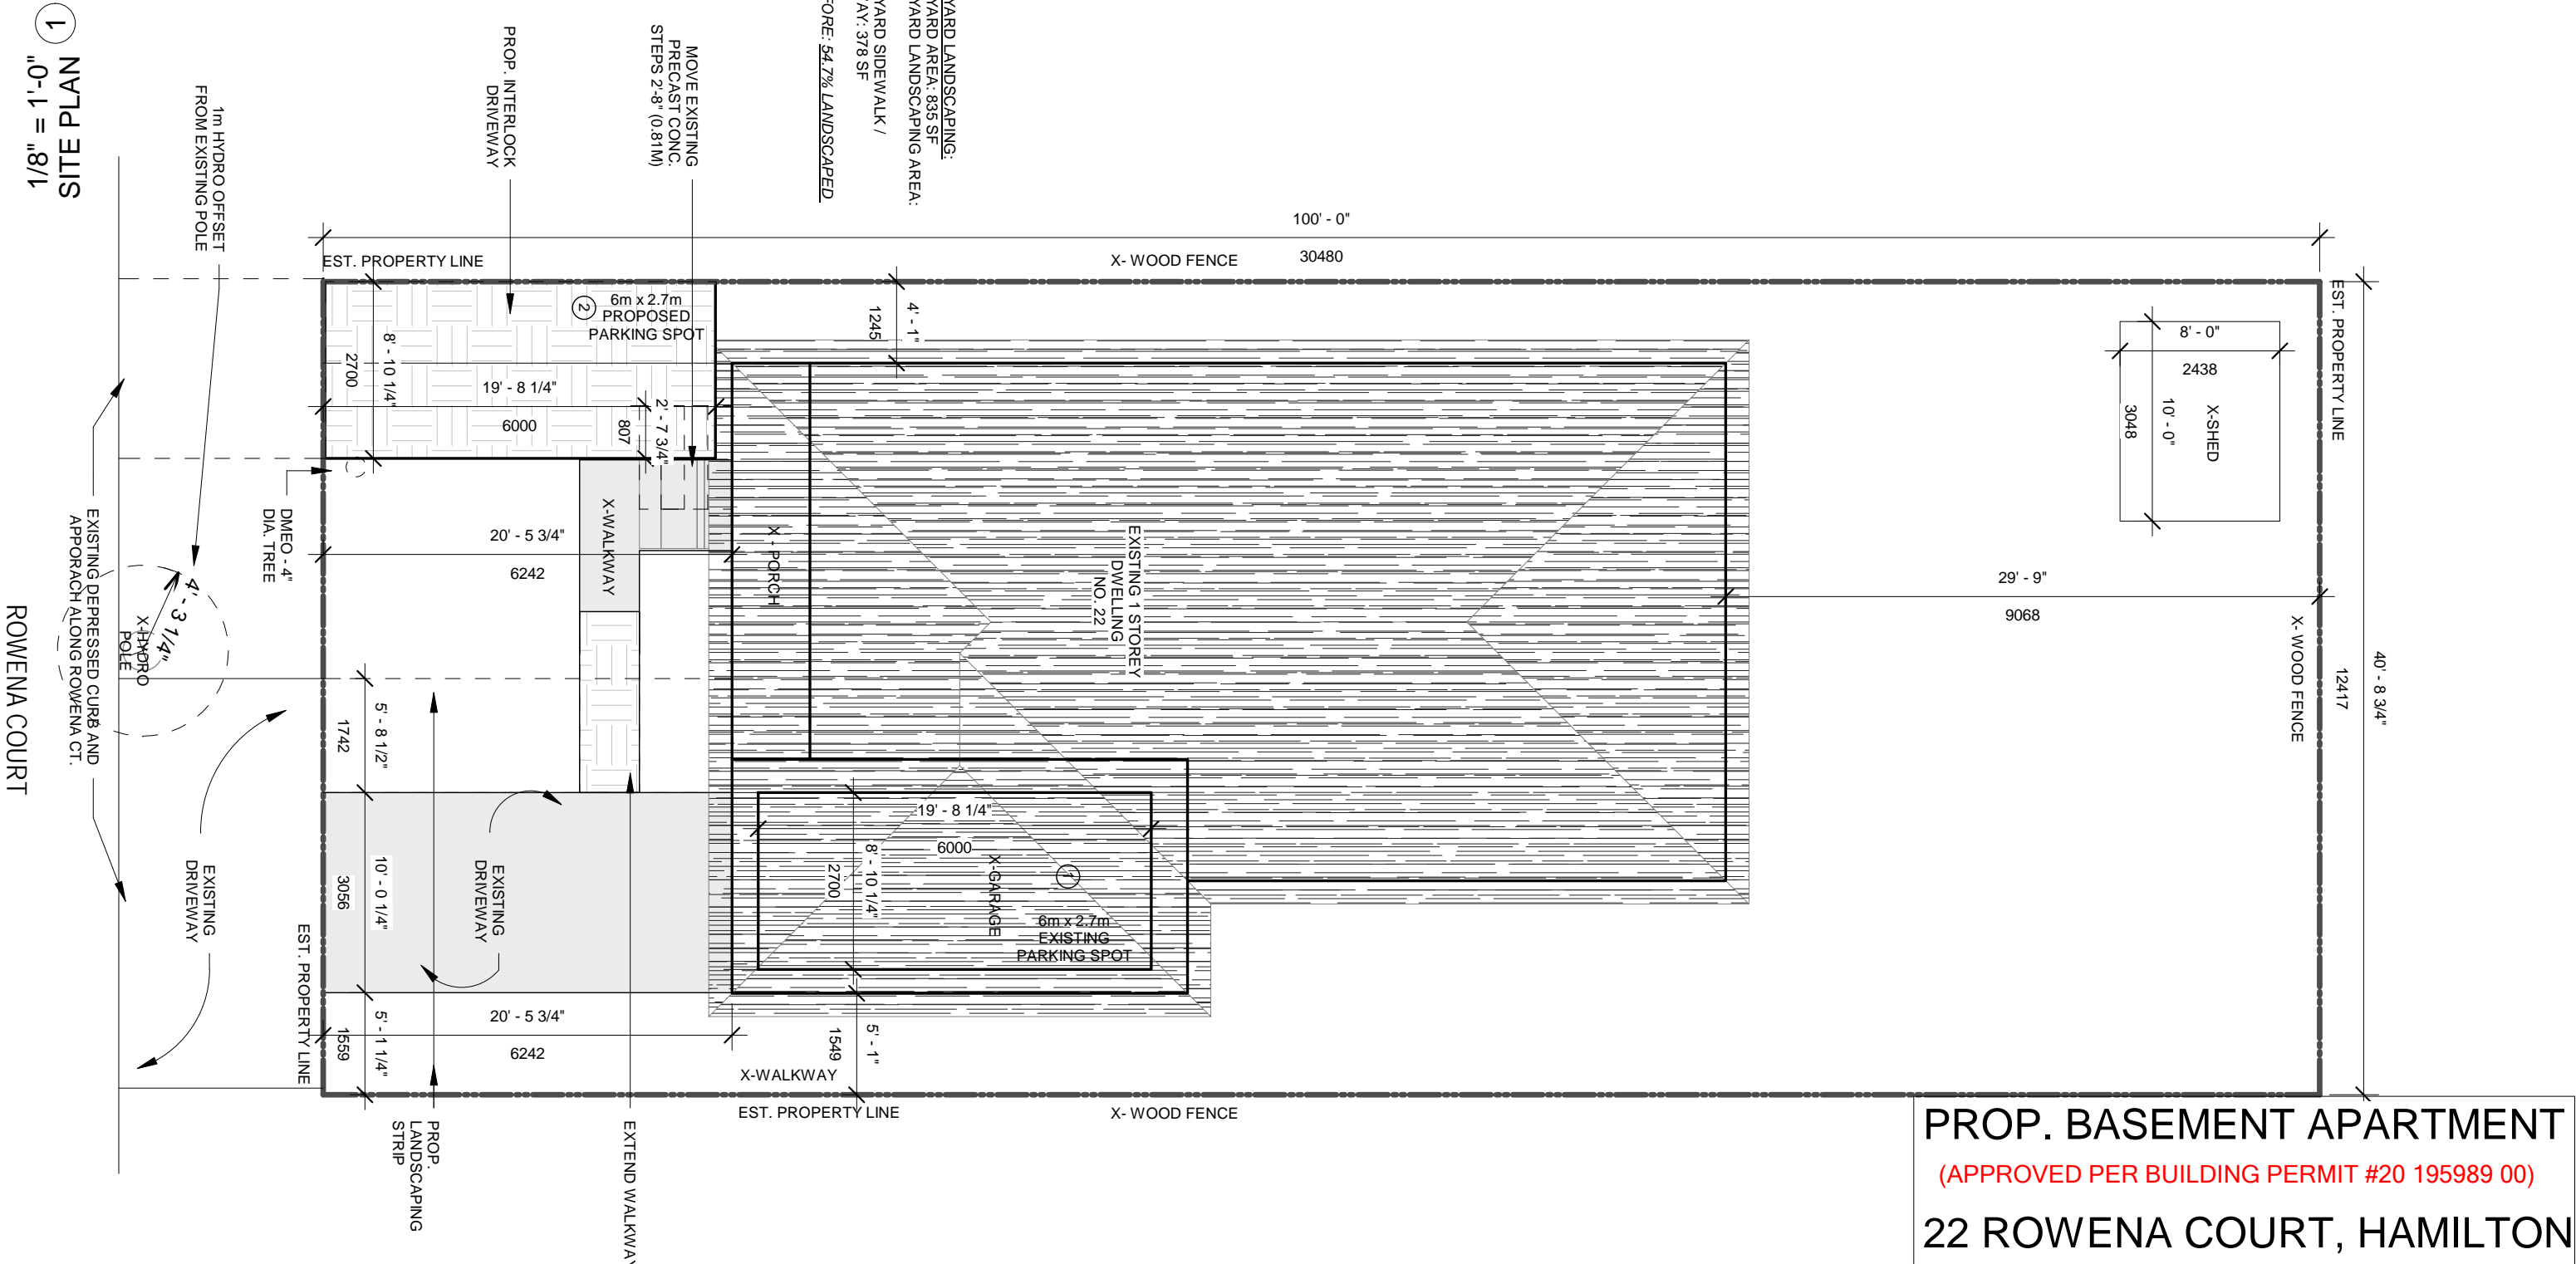 1
SITE PLAN
1/8" = 1'-0"
1m HYDRO OFFSET
FROM EXISTING POLE
PROP. INTERLOCK
DRIVEWAY
MOVE EXISTING
PRECAST CONC.
STEPS 2'-8" (0.81M)
YARD LANDSCAPING:
YARD AREA: 835 SF
YARD LANDSCAPING AREA:
YARD SIDEWALK /
AY: 378 SF
FORE: 54.7% LANDSCAPED
100' - 0"
30480
EST. PROPERTY LINE
X- WOOD FENCE
2
6m x 2.7m
PROPOSED
PARKING SPOT
8' - 10 1/4"
2700
19' - 8 1/4"
6000
2' - 7 3/4"
807
4' - 1"
1245
EST. PROPERTY LINE
8' - 0"
2438
10' - 0"
3048
X-SHED
DMEO - 4"
DIA. TREE
20' - 5 3/4"
6242
X-WALKWAY
X - PORCH
EXISTING 1 STOREY
DWELLING
NO. 22
29' - 9"
9068
X- WOOD FENCE
12417
40' - 8 3/4"
EXISTING DEPRESSED CURB AND
APPORACH ALONG ROWENA CT.
4' - 3 1/4"
X-HYDRO
POLE
ROWENA COURT
5' - 8 1/2"
1742
10' - 0 1/4"
3056
5' - 1 1/4"
1559
EXISTING
DRIVEWAY
EXISTING
DRIVEWAY
19' - 8 1/4"
6000
8' - 10 1/4"
2700
X-GARAGE
1
6m x 2.7m
EXISTING
PARKING SPOT
20' - 5 3/4"
6242
5' - 1"
1549
EST. PROPERTY LINE
X-WALKWAY
EST. PROPERTY LINE
X- WOOD FENCE
PROP.
LANDSCAPING
STRIP
EXTEND WALKWAY
PROP. BASEMENT APARTMENT
(APPROVED PER BUILDING PERMIT #20 195989 00)
22 ROWENA COURT, HAMILTON